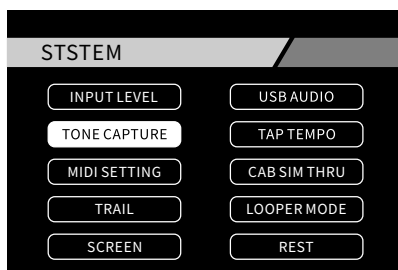 STSTEM
INPUT LEVEL
USB AUDIO
TONE CAPTURE
TAP TEMPO
MIDI SETTING
CAB SIM THRU
TRAIL
LOOPER MODE
SCREEN
REST